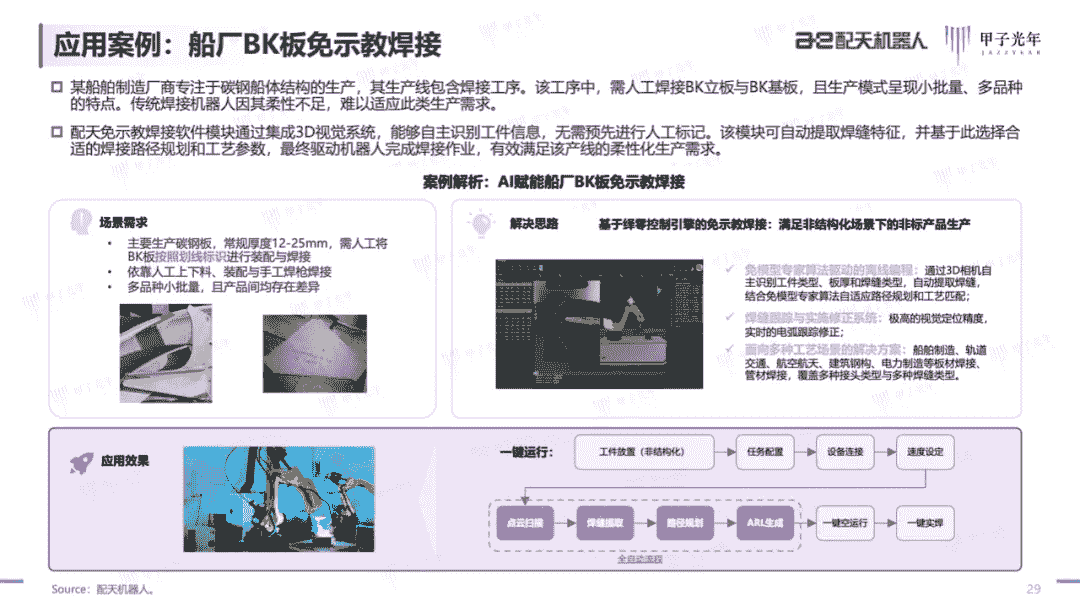 应用案例：船厂BK板免示教焊接
配天机器人
甲子光年
JAZZYEAR
某船舶制造厂商专注于碳钢船体结构的生产，其生产线包含焊接工序。该工序中，需人工焊接BK立板与BK基板，且生产模式呈现小批量、多品种
的特点。传统焊接机器人因其柔性不足，难以适应此类生产需求。
配天免示教焊接软件模块通过集成3D视觉系统，能够自主识别工件信息，无需预先进行人工标记。该模块可自动提取焊缝特征，并基于此选择合
适的焊接路径规划和工艺参数，最终驱动机器人完成焊接作业，有效满足该产线的柔性化生产需求。
案例解析：AI赋能船厂BK板免示教焊接
场景需求
• 主要生产碳钢板，常规厚度12-25mm，需人工将
BK板按照划线标识进行装配与焊接
• 依靠人工上下料、装配与手工焊枪焊接
• 多品种小批量，且产品间均存在差异
解决思路
基于绎零控制引擎的免示教焊接：满足非结构化场景下的非标产品生产
✓ 免模型专家算法驱动的离线编程：通过3D相机自
主识别工件类型、板厚和焊缝类型，自动提取焊缝，
结合免模型专家算法自适应路径规划和工艺匹配；
✓ 焊缝跟踪与实施修正系统：极高的视觉定位精度，
实时的电弧跟踪修正；
✓ 面向多种工艺场景的解决方案：船舶制造、轨道
交通、航空航天、建筑钢构、电力制造等板材焊接、
管材焊接，覆盖多种接头类型与多种焊缝类型。
应用效果
一键运行：
工件放置（非结构化）
任务配置
设备连接
速度设定
点云扫描
焊缝提取
路径规划
ARL生成
一键空运行
一键实焊
全自动流程
Source：配天机器人。
29